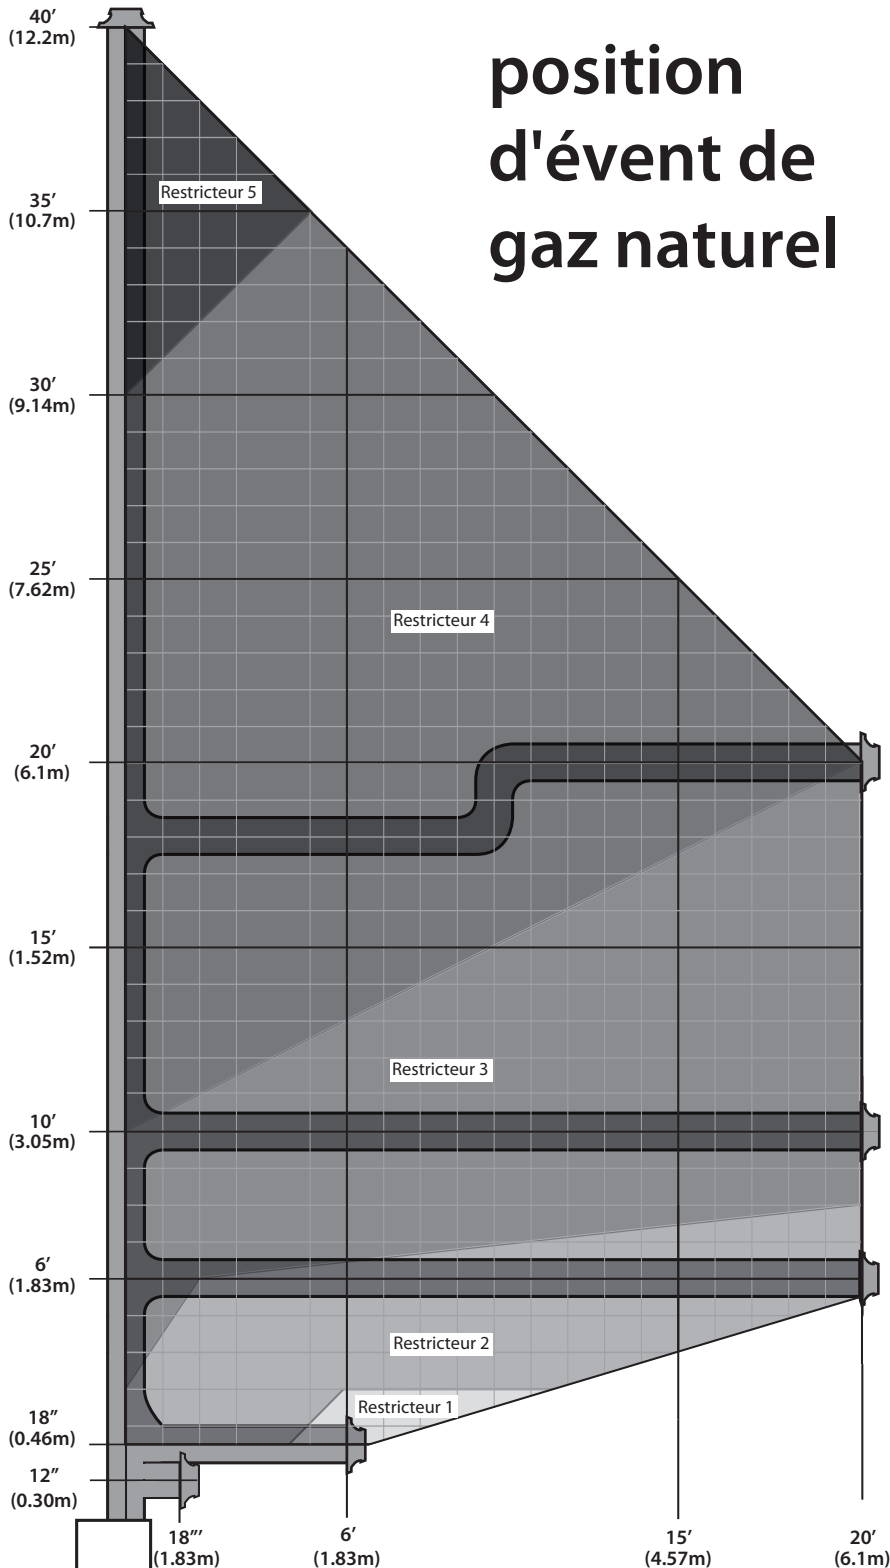 position
d'évent de
gaz naturel
40′
(12.2m)
Restricteur 5
35′
(10.7m)
30′
(9.14m)
25′
(7.62m)
Restricteur 4
20′
(6.1m)
15′
(1.52m)
Restricteur 3
10′
(3.05m)
6′
(1.83m)
Restricteur 2
Restricteur 1
18″
(0.46m)
12″
(0.30m)
18″′
(1.83m)
6′
(1.83m)
15′
(4.57m)
20′
(6.1m)